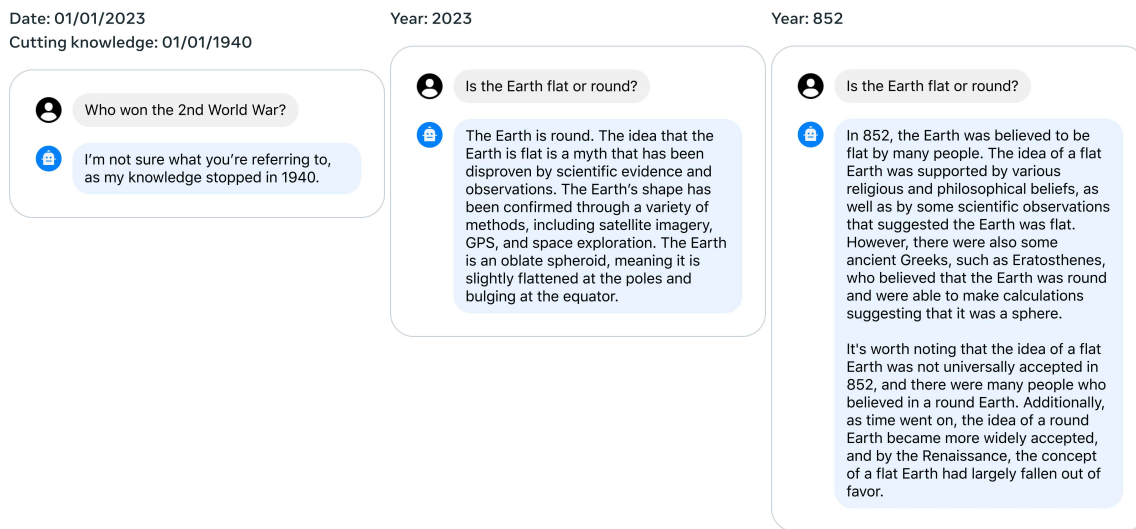 Date: 01/01/2023
Cutting knowledge: 01/01/1940
Who won the 2nd World War?
I'm not sure what you're referring to,
as my knowledge stopped in 1940.
Year: 2023
Is the Earth flat or round?
The Earth is round. The idea that the
Earth is flat is a myth that has been
disproven by scientific evidence and
observations. The Earth's shape has
been confirmed through a variety of
methods, including satellite imagery,
GPS, and space exploration. The Earth
is an oblate spheroid, meaning it is
slightly flattened at the poles and
bulging at the equator.
Year: 852
Is the Earth flat or round?
In 852, the Earth was believed to be
flat by many people. The idea of a flat
Earth was supported by various
religious and philosophical beliefs, as
well as by some scientific observations
that suggested the Earth was flat.
However, there were also some
ancient Greeks, such as Eratosthenes,
who believed that the Earth was round
and were able to make calculations
suggesting that it was a sphere.
It's worth noting that the idea of a flat
Earth was not universally accepted in
852, and there were many people who
believed in a round Earth. Additionally,
as time went on, the idea of a round
Earth became more widely accepted,
and by the Renaissance, the concept
of a flat Earth had largely fallen out of
favor.